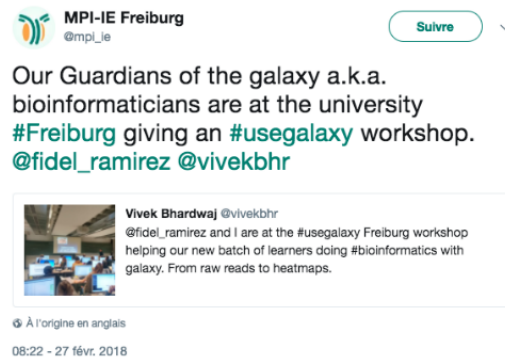 MPI-IE Freiburg
@mpi_ie
Suivre
Our Guardians of the galaxy a.k.a.
bioinformaticians are at the university
#Freiburg giving an #usegalaxy workshop.
@fidel_ramirez @vivekbhr
Vivek Bhardwaj @vivekbhr
@fidel_ramirez and I are at the #usegalaxy Freiburg workshop
helping our new batch of learners doing #bioinformatics with
galaxy. From raw reads to heatmaps.
À l'origine en anglais
08:22 - 27 févr. 2018